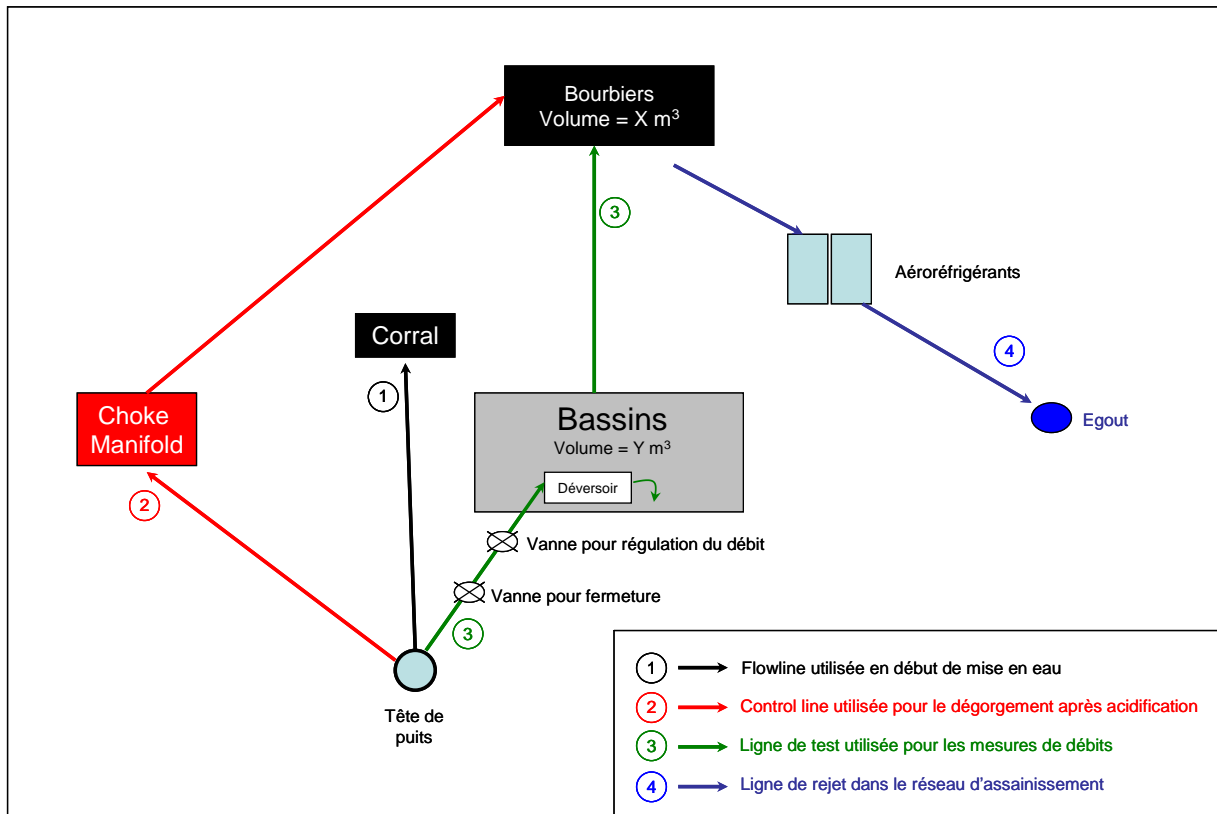 Bourbiers
Volume = X m³
3
Aéroréfrigérants
Corral
1
4
Choke
Manifold
Bassins
Volume = Y m³
Egout
Déversoir
2
Vanne pour régulation du débit
Vanne pour fermeture
3
Tête de
puits
1 Flowline utilisée en début de mise en eau
2 Control line utilisée pour le dégorgement après acidification
3 Ligne de test utilisée pour les mesures de débits
4 Ligne de rejet dans le réseau d'assainissement